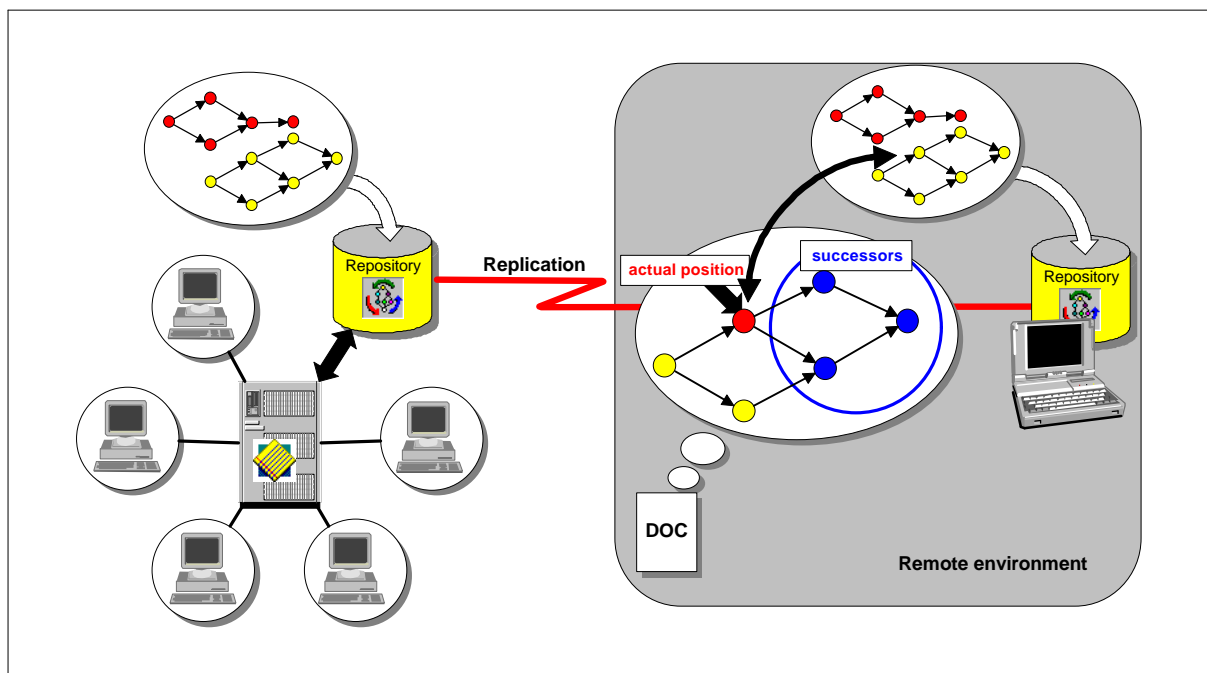 Repository
Replication
actual position
successors
Repository
DOC
Remote environment